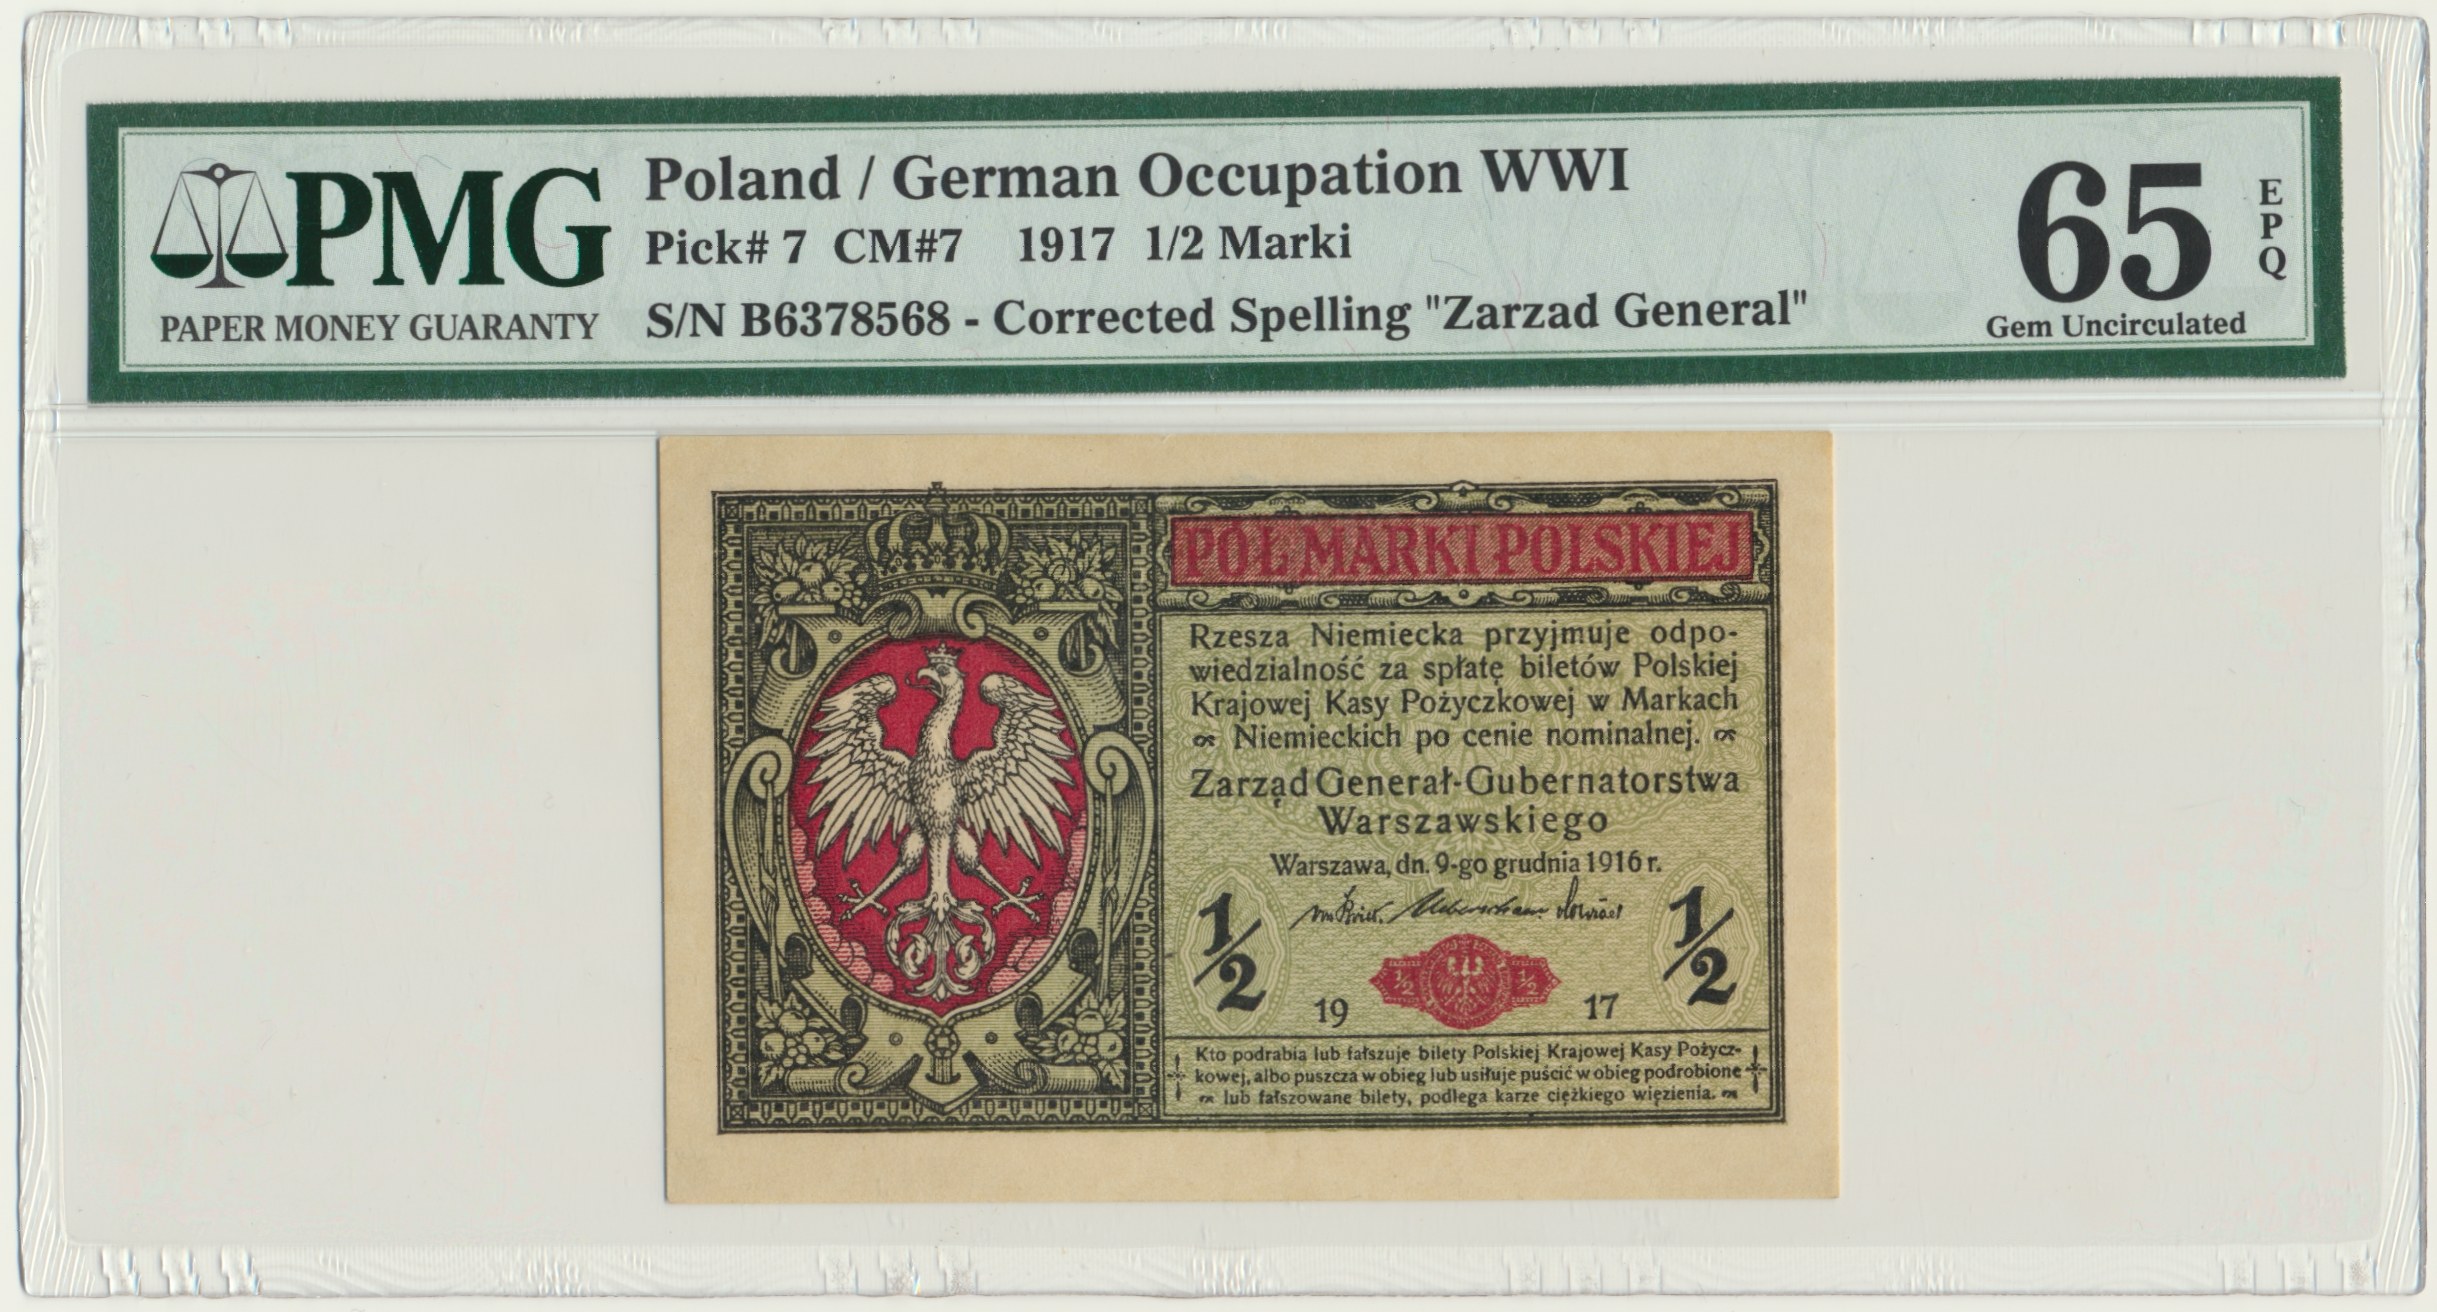 PMG
PAPER MONEY GUARANTY
Poland / German Occupation WWI
Pick# 7 CM#7 1917 1/2 Marki
S/N B6378568 - Corrected Spelling "Zarzad General"
65
EPQ
Gem Uncirculated
PÓŁ MARKI POLSKIEJ
Rzesza Niemiecka przyjmuje odpo-
wiedzialność za spłatę biletów Polskiej
Krajowej Kasy Pożyczkowej w Markach
Niemieckich po cenie nominalnej.
Zarząd Generał-Gubernatorstwa
Warszawskiego
Warszawa, dn. 9-go grudnia 1916 r.
1/2
1/2
1/2
1/2
19 17
Kto podrabia lub fałszuje bilety Polskiej Krajowej Kasy Pożycz-
kowej, albo puszcza w obieg lub usiłuje puścić w obieg podrobione
lub fałszowane bilety, podlega karze ciężkiego więzienia.